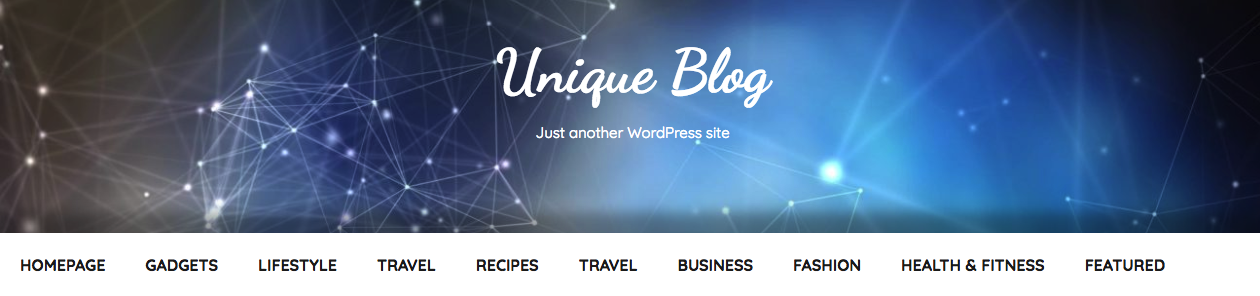 Unique Blog
Just another WordPress site
HOMEPAGE GADGETS LIFESTYLE TRAVEL RECIPES TRAVEL BUSINESS FASHION HEALTH & FITNESS FEATURED